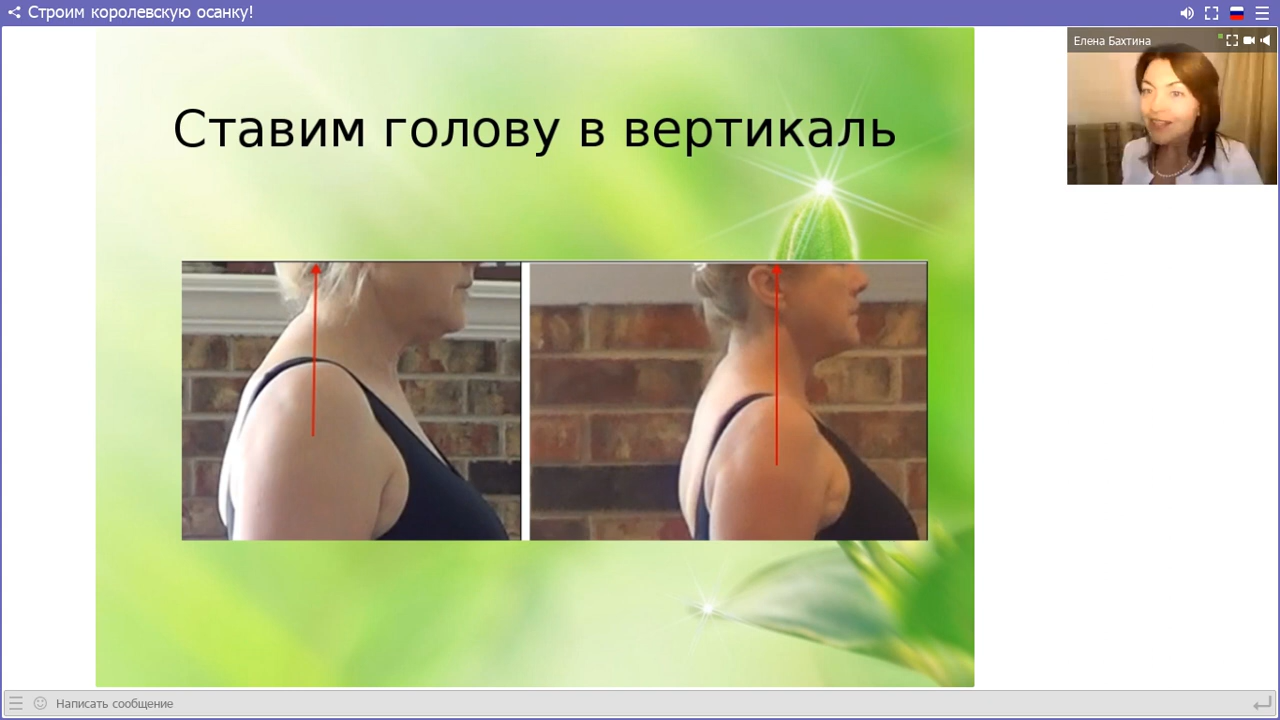 Строим королевскую осанку!
Елена Бахтина
Ставим голову в вертикаль
Написать сообщение